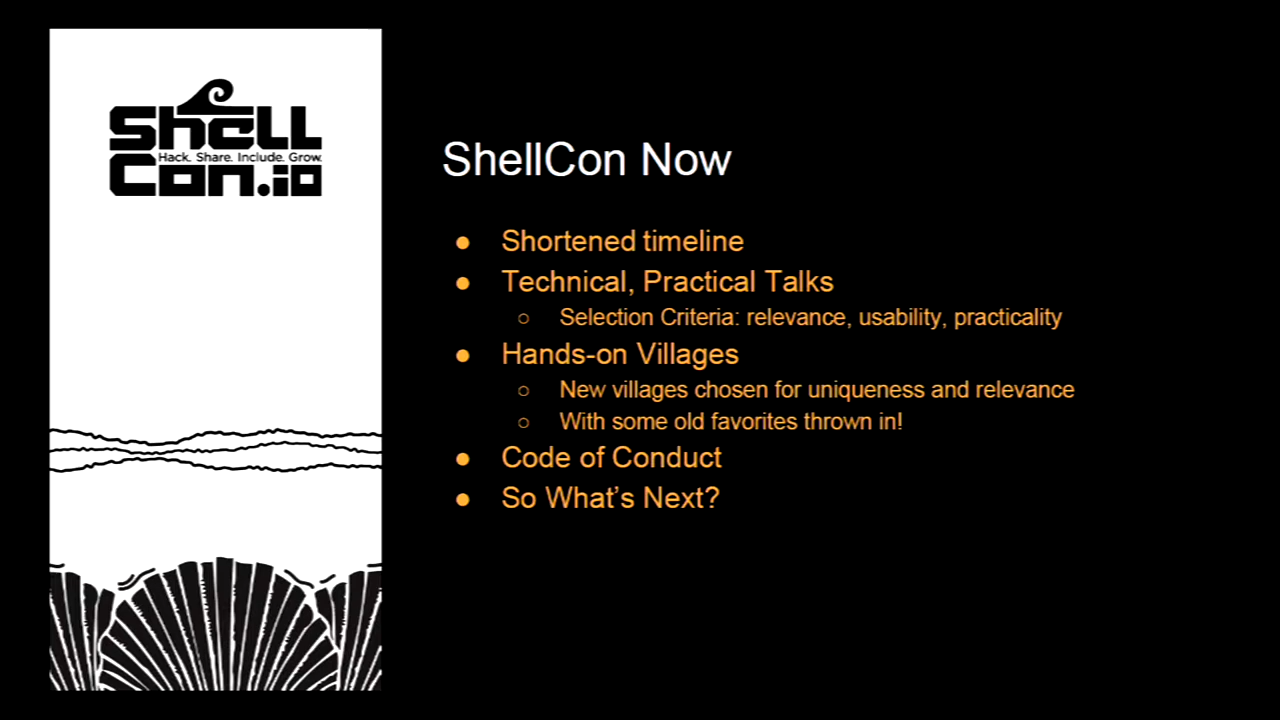 Shell
Hack. Share. Include. Grow.
Con.io
ShellCon Now
● Shortened timeline
● Technical, Practical Talks
○ Selection Criteria: relevance, usability, practicality
● Hands-on Villages
○ New villages chosen for uniqueness and relevance
○ With some old favorites thrown in!
● Code of Conduct
● So What’s Next?